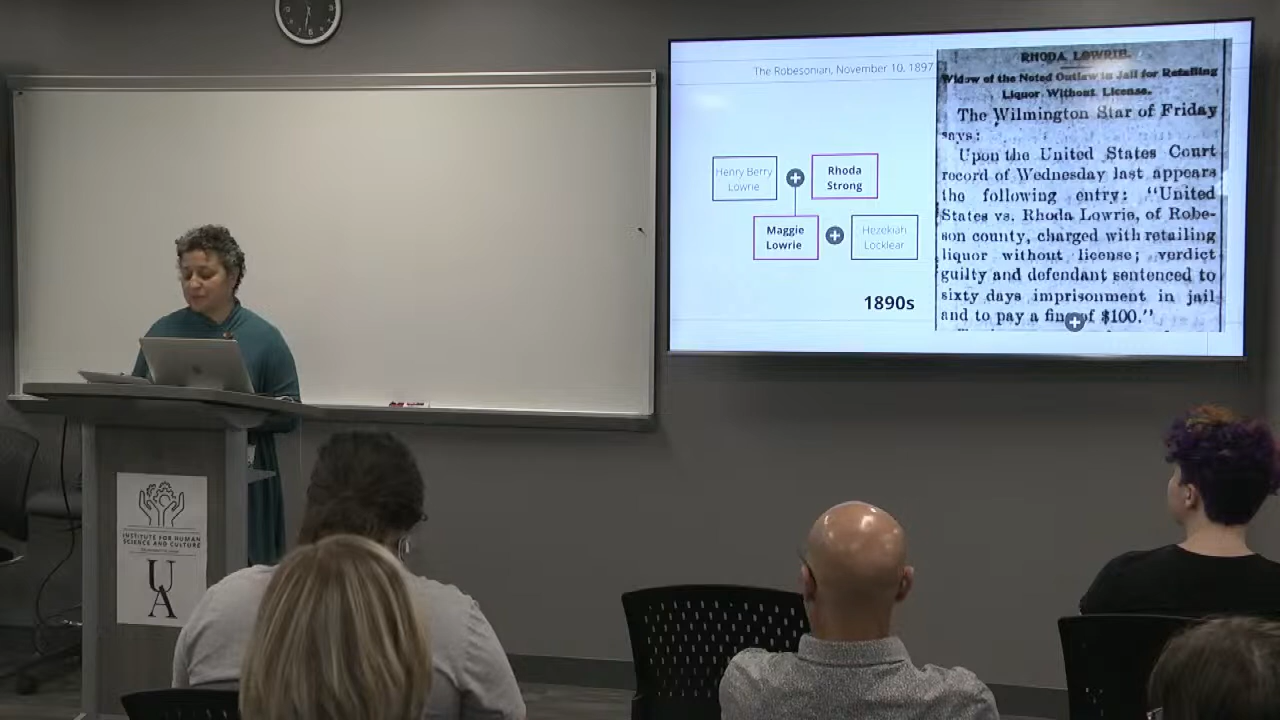 The Robesonian, November 10, 1897
Henry Berry
Lowrie
Rhoda
Strong
Maggie
Lowrie
Hezekiah
Locklear
1890s
RHODA LOWRIE.
Widow of the Noted Outlaw in Jail for Retailing
Liquor Without License.
The Wilmington Star of Friday
says:
Upon the United States Court
record of Wednesday last appears
the following entry: "United
States vs. Rhoda Lowrie, of Robe-
son county, charged with retailing
liquor without license; verdict
guilty and defendant sentenced to
sixty days imprisonment in jail
and to pay a fine of $100."
INSTITUTE FOR HUMAN
SCIENCE AND CULTURE
U
A